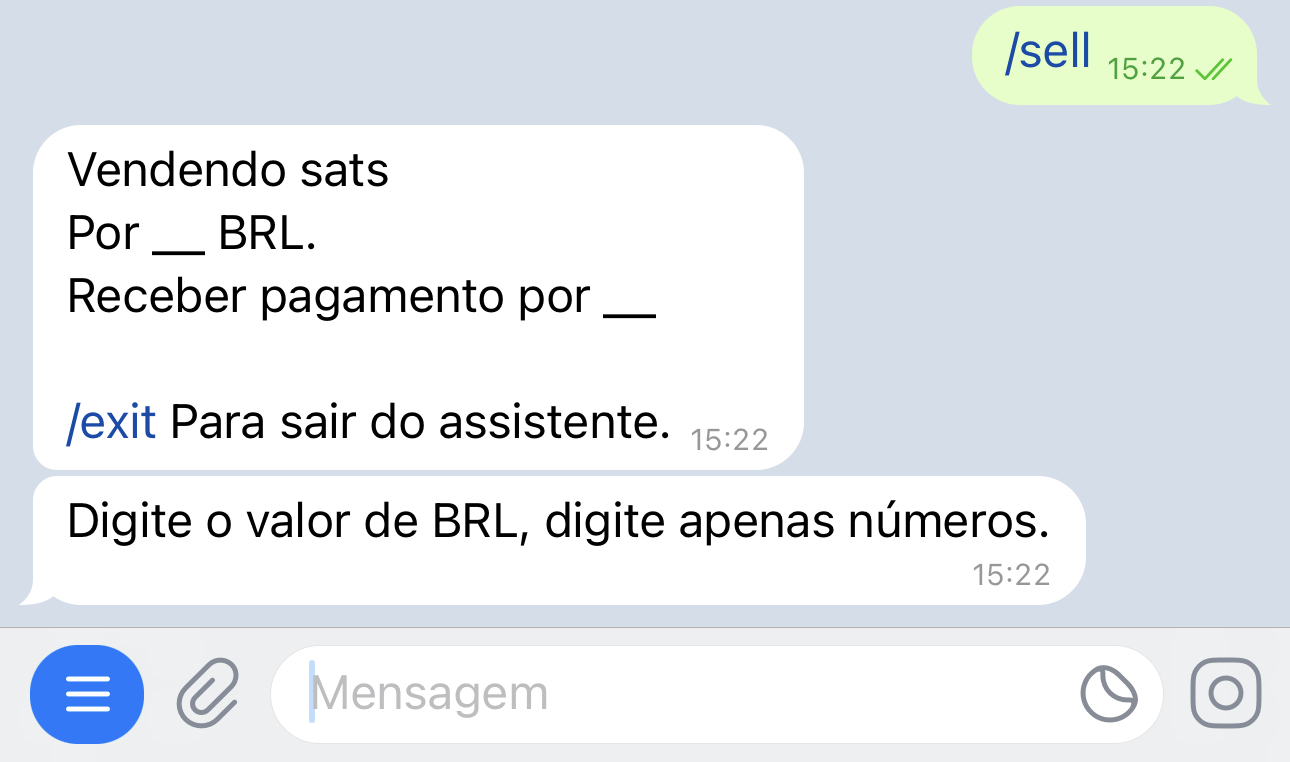 /sell 15:22
Vendendo sats
Por __ BRL.
Receber pagamento por __
/exit Para sair do assistente. 15:22
Digite o valor de BRL, digite apenas números.
15:22
Mensagem